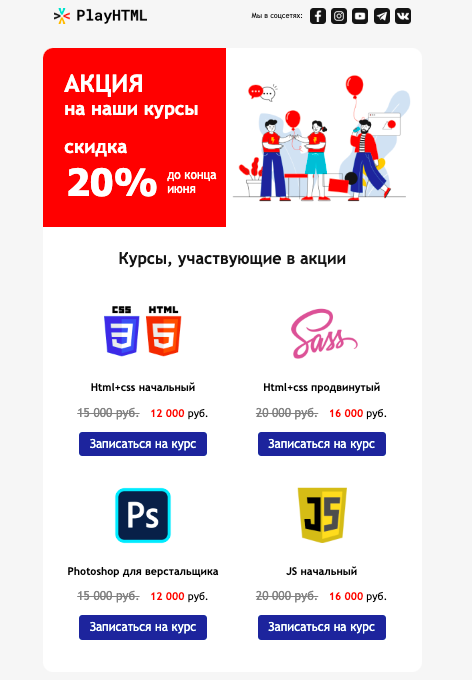 PlayHTML
Мы в соцсетях:
АКЦИЯ
на наши курсы
скидка
20% до конца
июня
Курсы, участвующие в акции
CSS HTML
3 5
Sass
Html+css начальный
Html+css продвинутый
15 000 руб. 12 000 руб.
20 000 руб. 16 000 руб.
Записаться на курс
Записаться на курс
Ps
JS
Photoshop для верстальщика
JS начальный
15 000 руб. 12 000 руб.
20 000 руб. 16 000 руб.
Записаться на курс
Записаться на курс